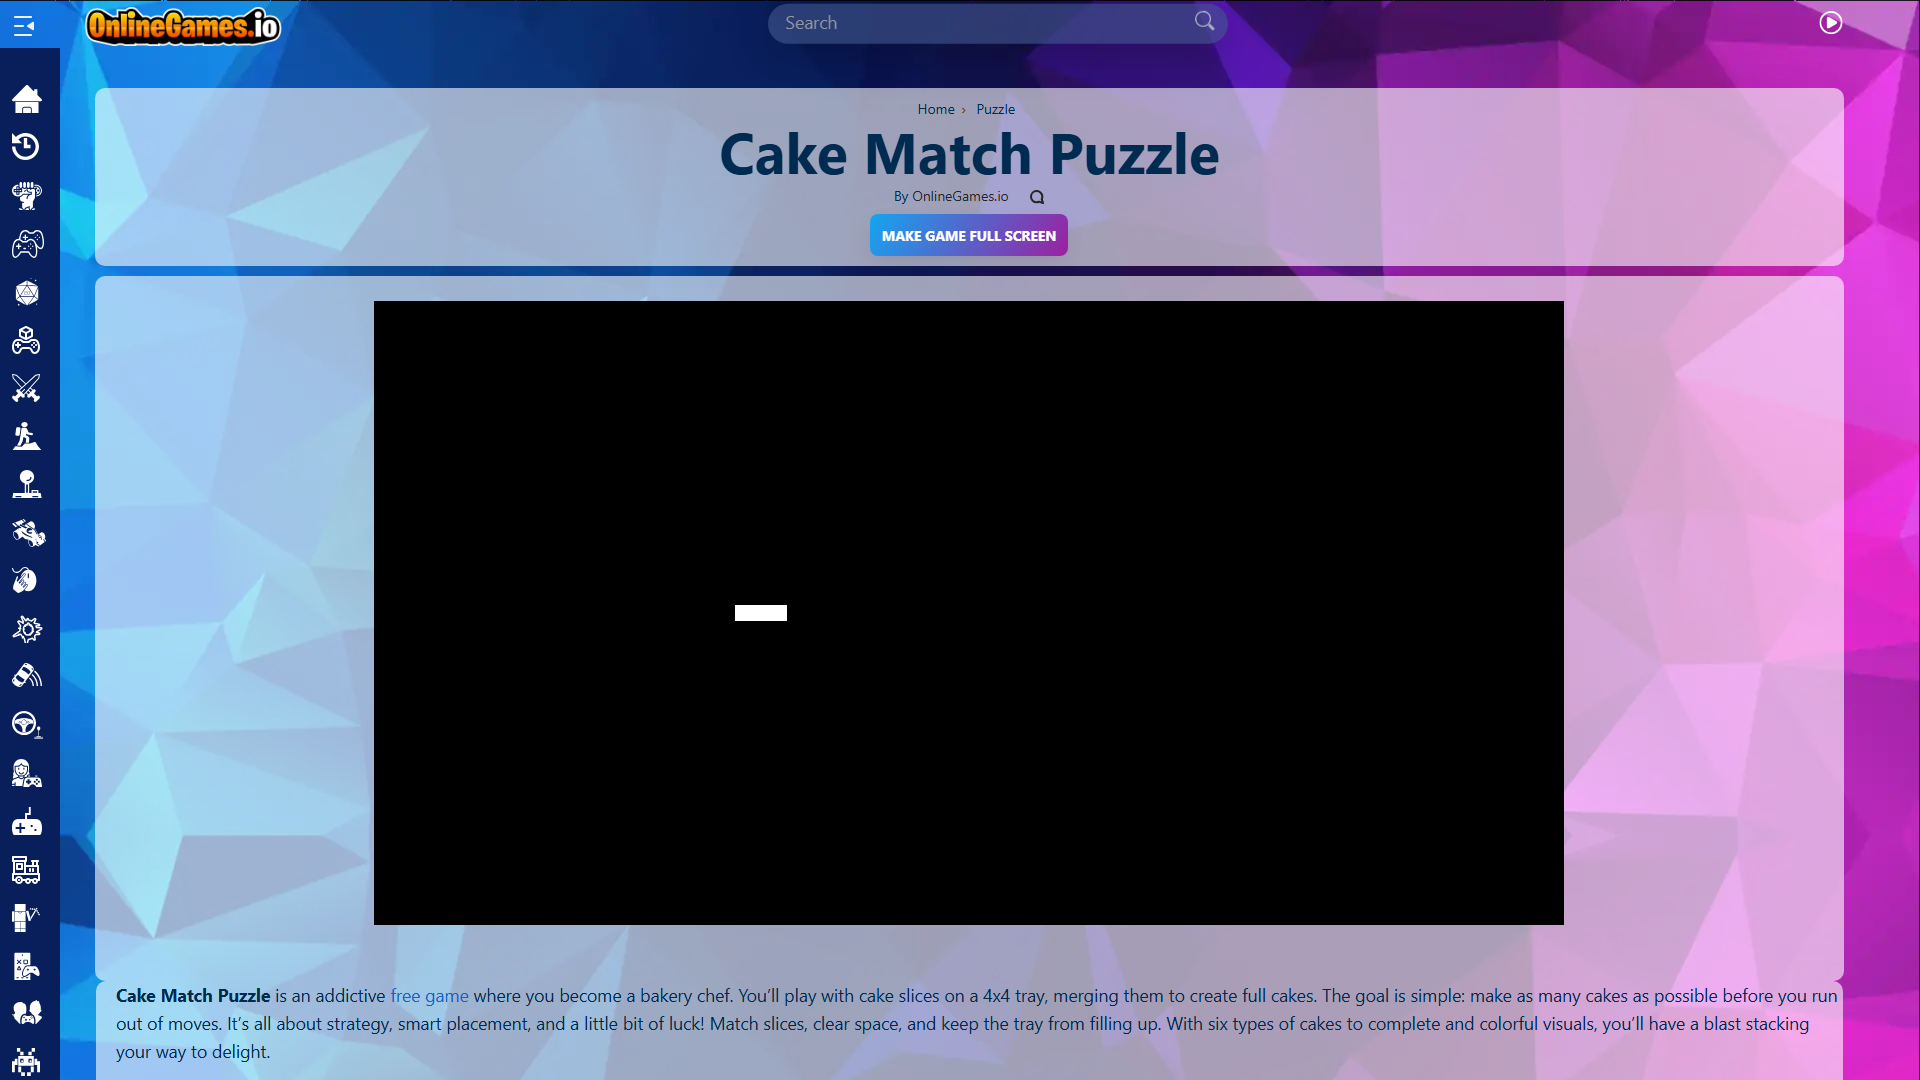 OnlineGames.io
Search
Home › Puzzle
Cake Match Puzzle
By OnlineGames.io
MAKE GAME FULL SCREEN
Cake Match Puzzle is an addictive free game where you become a bakery chef. You’ll play with cake slices on a 4x4 tray, merging them to create full cakes. The goal is simple: make as many cakes as possible before you run
out of moves. It’s all about strategy, smart placement, and a little bit of luck! Match slices, clear space, and keep the tray from filling up. With six types of cakes to complete and colorful visuals, you’ll have a blast stacking
your way to delight.